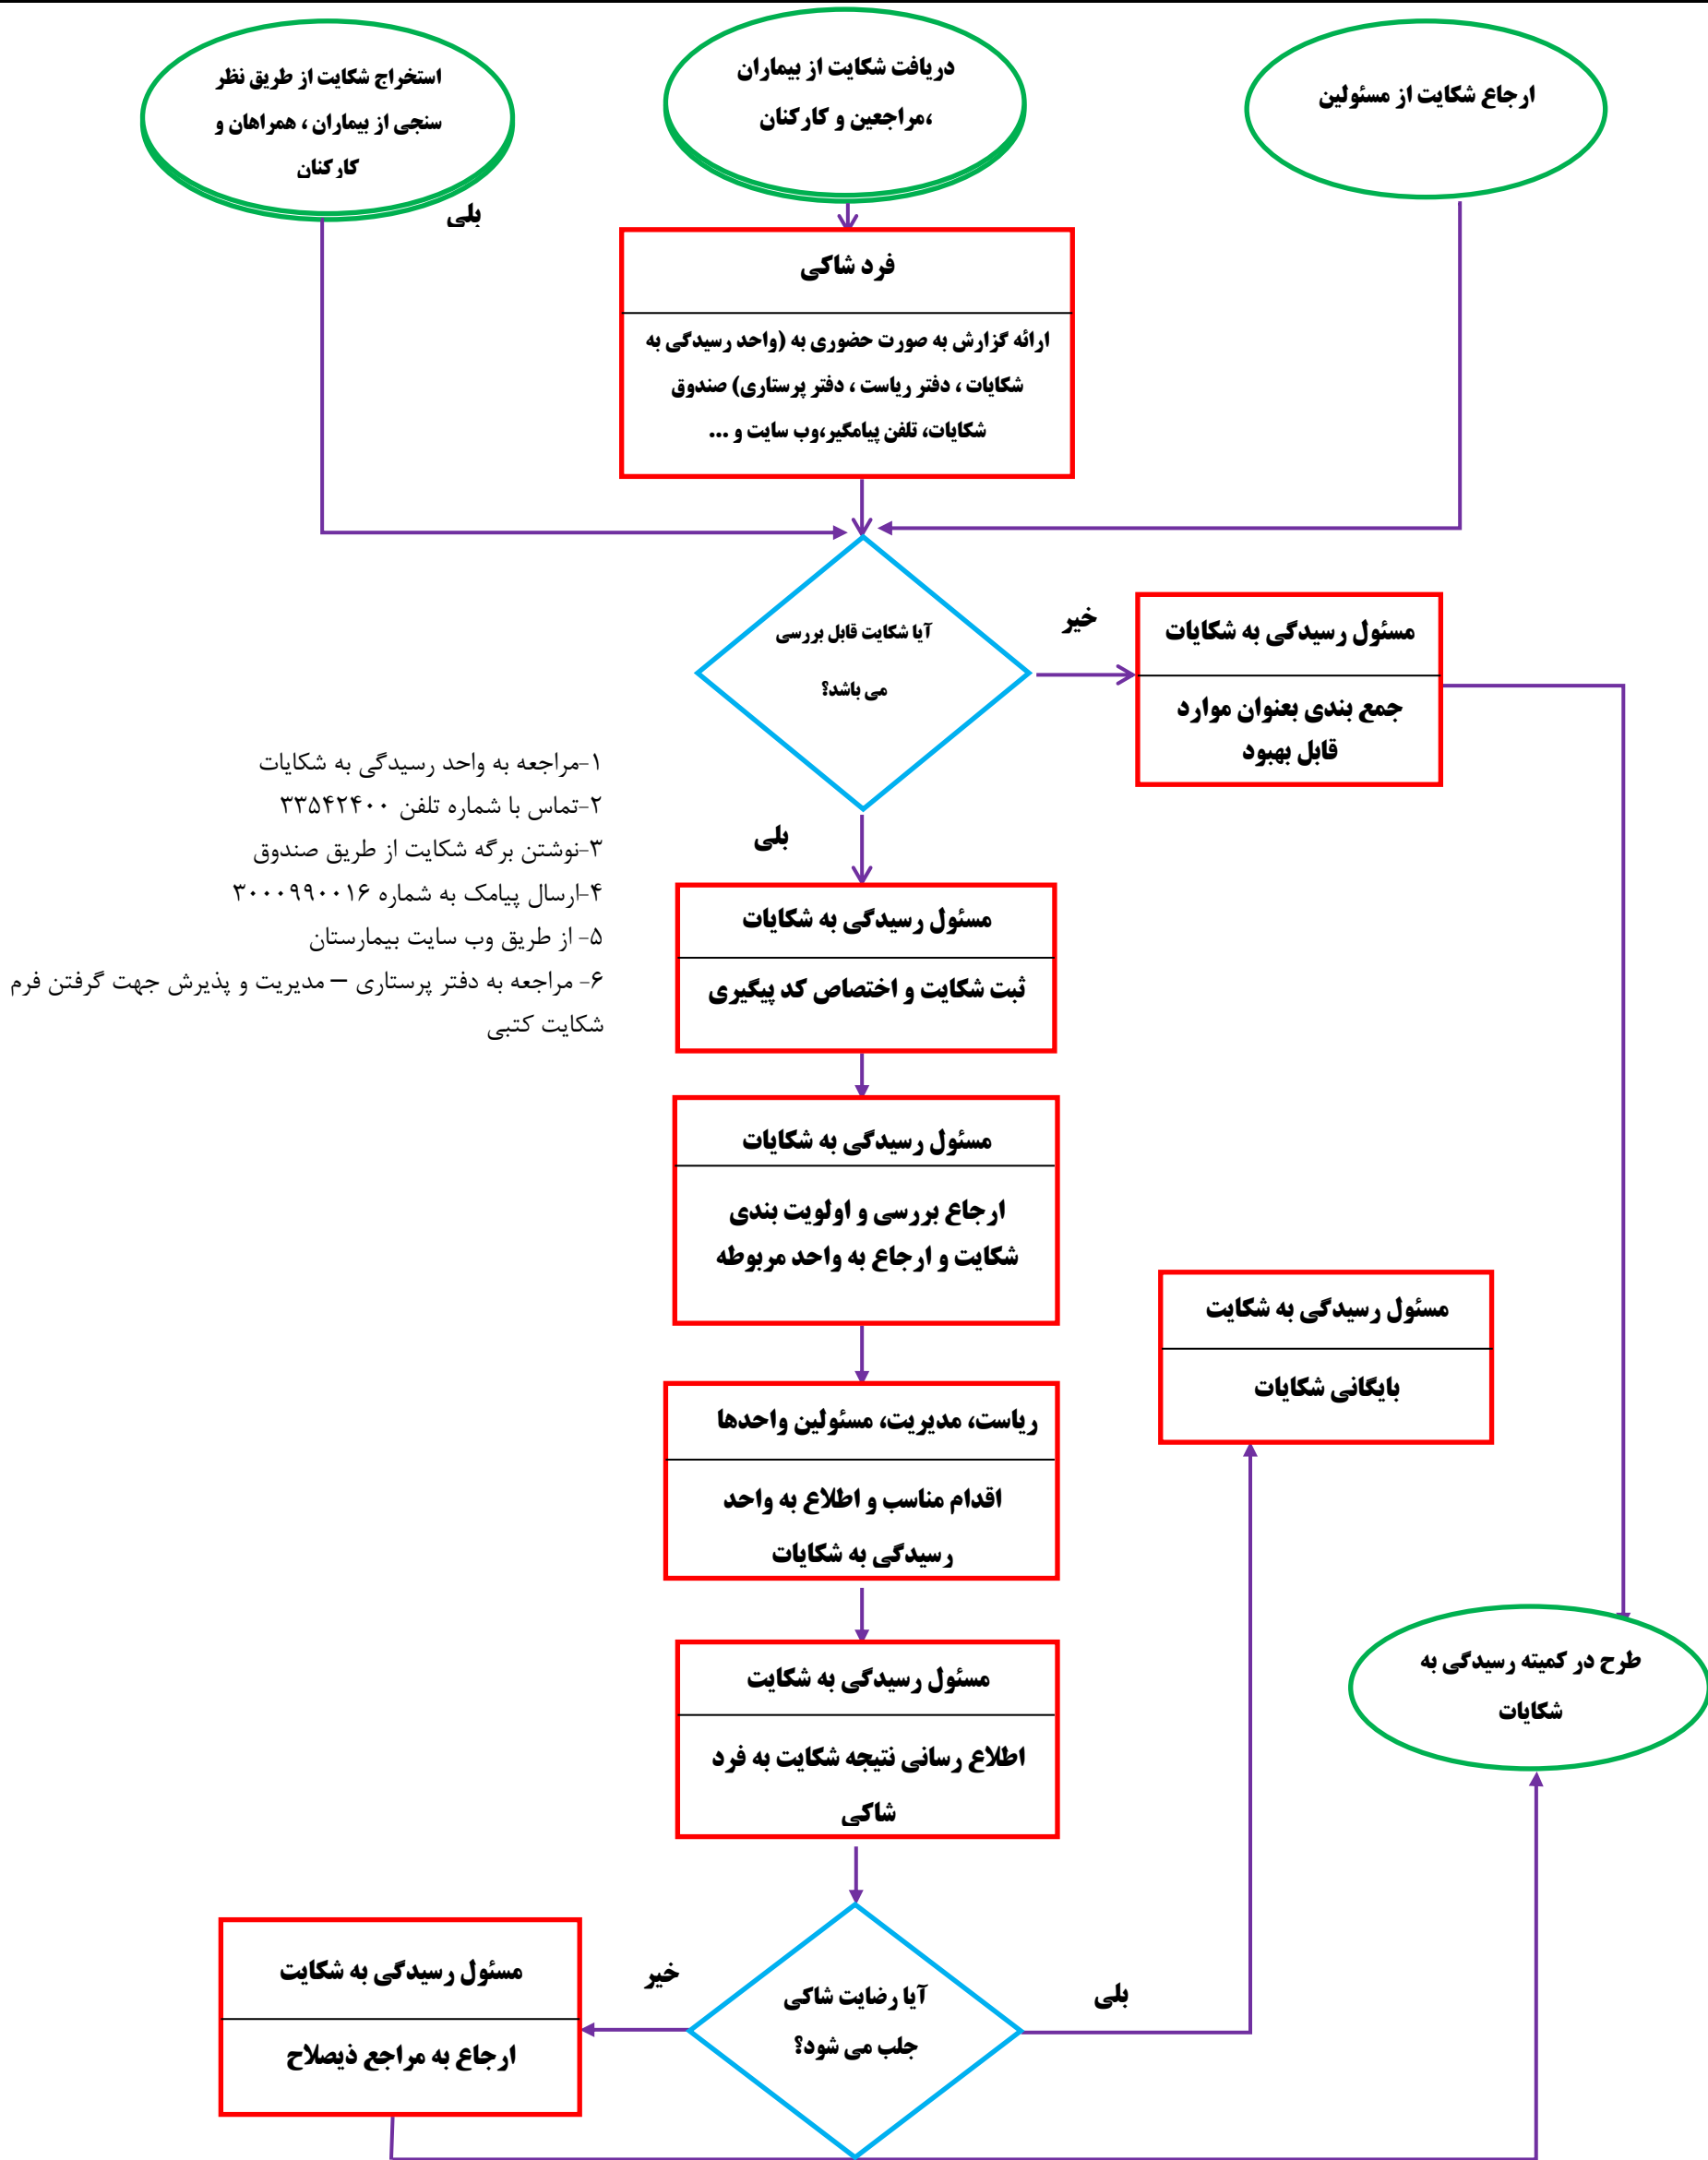 استخراج شکایت از طریق نظر
سنجی از بیماران ، همراهان و
کارکنان
دریافت شکایت از بیماران
،مراجعین و کارکنان
ارجاع شکایت از مسئولین
بلی
فرد شاکی
ارائه گزارش به صورت حضوری به (واحد رسیدگی به
شکایات ، دفتر ریاست ، دفتر پرستاری) صندوق
شکایات، تلفن پیامگیر،وب سایت و ...
آیا شکایت قابل بررسی
می باشد؟
خیر
مسئول رسیدگی به شکایات
جمع بندی بعنوان موارد
قابل بهبود
۱-مراجعه به واحد رسیدگی به شکایات
۲-تماس با شماره تلفن ۳۳۵۴۲۴۰۰
۳-نوشتن برگه شکایت از طریق صندوق
۴-ارسال پیامک به شماره ۳۰۰۰۹۹۰۰۱۶
۵- از طریق وب سایت بیمارستان
۶- مراجعه به دفتر پرستاری – مدیریت و پذیرش جهت گرفتن فرم
شکایت کتبی
بلی
مسئول رسیدگی به شکایات
ثبت شکایت و اختصاص کد پیگیری
مسئول رسیدگی به شکایات
ارجاع بررسی و اولویت بندی
شکایت و ارجاع به واحد مربوطه
مسئول رسیدگی به شکایت
بایگانی شکایات
ریاست، مدیریت، مسئولین واحدها
اقدام مناسب و اطلاع به واحد
رسیدگی به شکایات
طرح در کمیته رسیدگی به
شکایات
مسئول رسیدگی به شکایت
اطلاع رسانی نتیجه شکایت به فرد
شاکی
آیا رضایت شاکی
جلب می شود؟
بلی
خیر
مسئول رسیدگی به شکایت
ارجاع به مراجع ذیصلاح